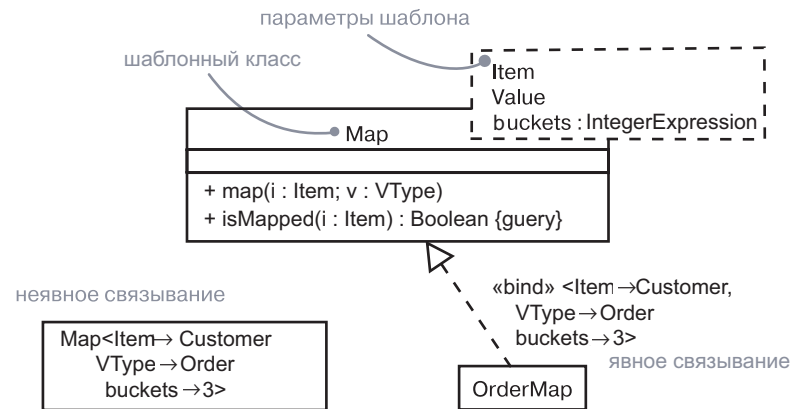 параметры шаблона
шаблонный класс
Item
Value
buckets : IntegerExpression
Map
+ map(i : Item; v : VType)
+ isMapped(i : Item) : Boolean {guery}
«bind» <Item→Customer,
VType→Order
buckets→3>
явное связывание
неявное связывание
Map<Item→ Customer
VType→Order
buckets→3>
OrderMap